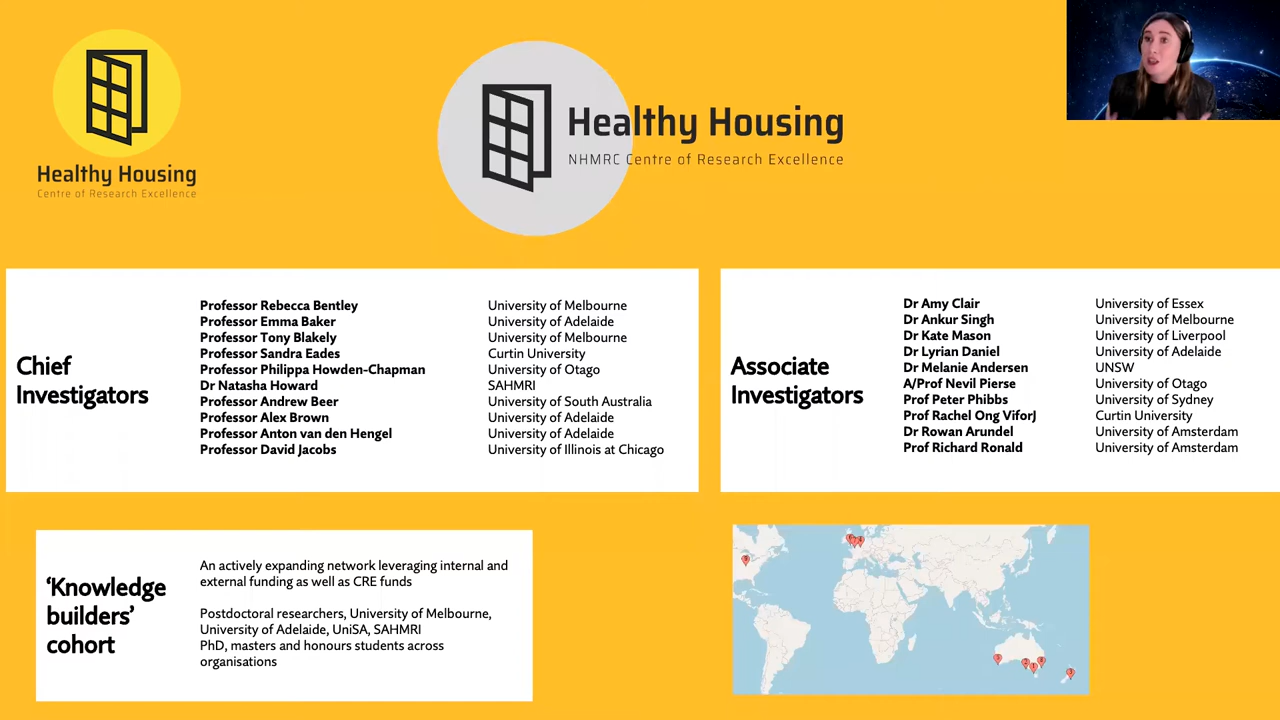 Healthy Housing
Centre of Research Excellence
Healthy Housing
NHMRC Centre of Research Excellence
Chief
Investigators
Professor Rebecca Bentley University of Melbourne
Professor Emma Baker University of Adelaide
Professor Tony Blakely University of Melbourne
Professor Sandra Eades Curtin University
Professor Philippa Howden-Chapman University of Otago
Dr Natasha Howard SAHMRI
Professor Andrew Beer University of South Australia
Professor Alex Brown University of Adelaide
Professor Anton van den Hengel University of Adelaide
Professor David Jacobs University of Illinois at Chicago
Associate
Investigators
Dr Amy Clair University of Essex
Dr Ankur Singh University of Melbourne
Dr Kate Mason University of Liverpool
Dr Lyrian Daniel University of Adelaide
Dr Melanie Andersen UNSW
A/Prof Nevil Pierse University of Otago
Prof Peter Phibbs University of Sydney
Prof Rachel Ong ViforJ Curtin University
Dr Rowan Arundel University of Amsterdam
Prof Richard Ronald University of Amsterdam
‘Knowledge
builders’
cohort
An actively expanding network leveraging internal and
external funding as well as CRE funds
Postdoctoral researchers, University of Melbourne,
University of Adelaide, UniSA, SAHMRI
PhD, masters and honours students across
organisations